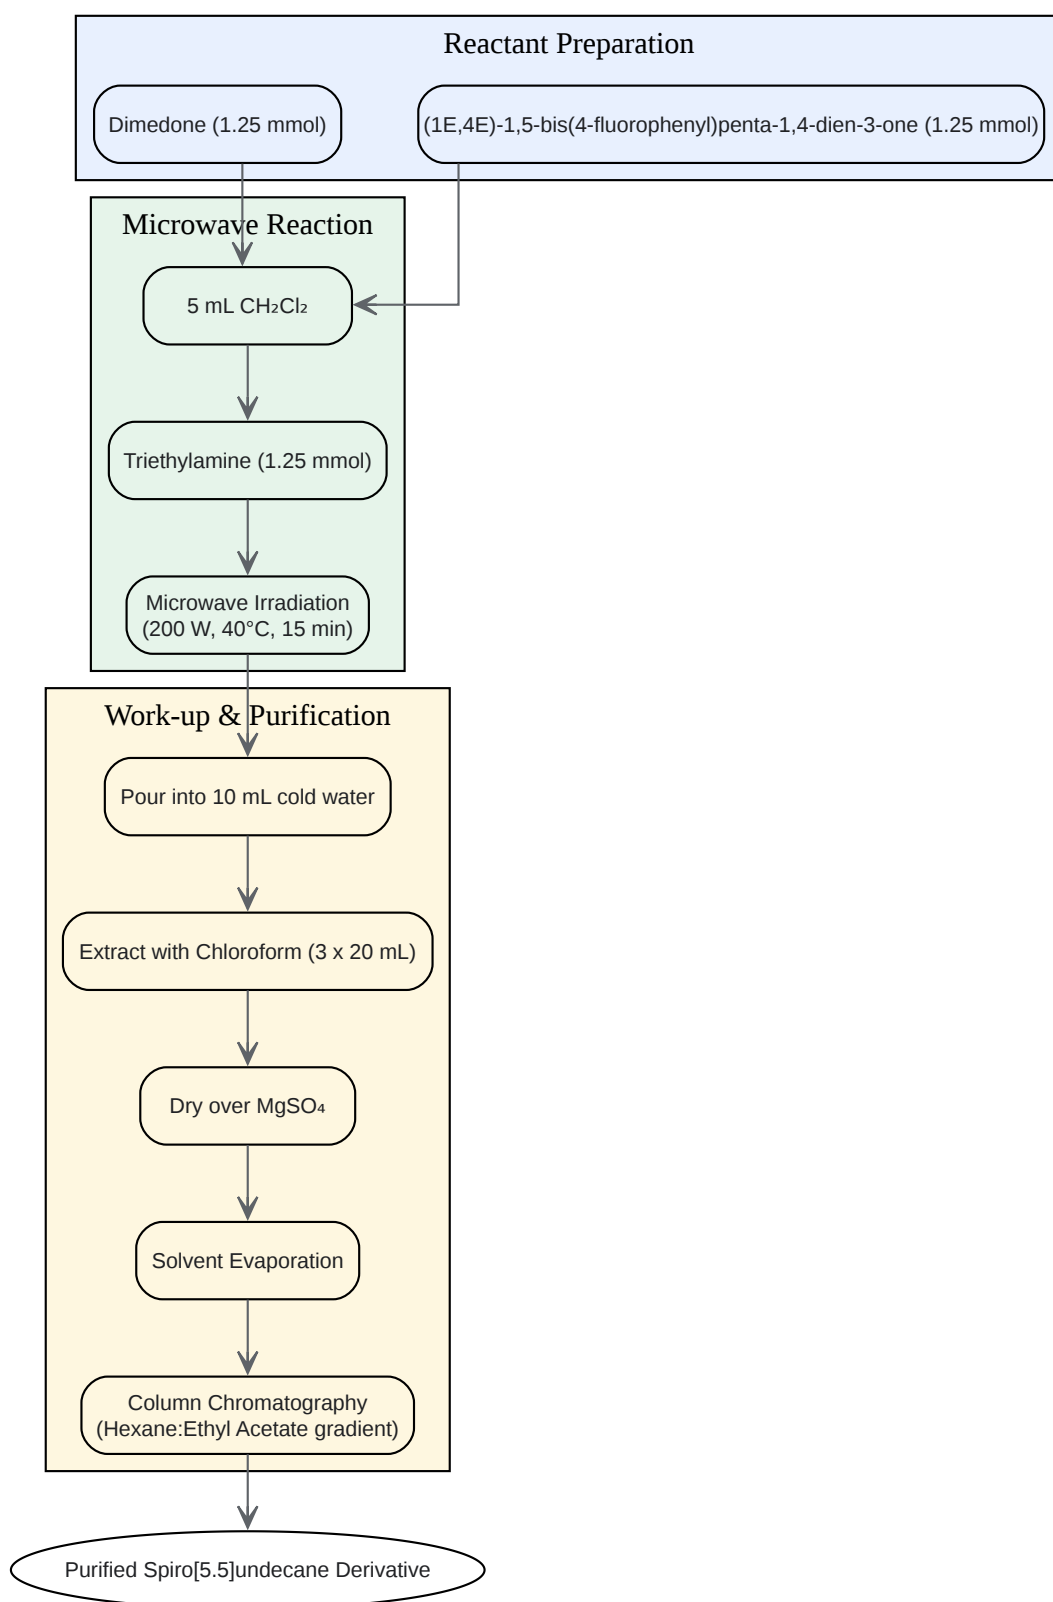 Reactant Preparation
Dimedone (1.25 mmol)
(1E,4E)-1,5-bis(4-fluorophenyl)penta-1,4-dien-3-one (1.25 mmol)
Microwave Reaction
5 mL CH₂Cl₂
Triethylamine (1.25 mmol)
Microwave Irradiation
(200 W, 40°C, 15 min)
Work-up & Purification
Pour into 10 mL cold water
Extract with Chloroform (3 x 20 mL)
Dry over MgSO₄
Solvent Evaporation
Column Chromatography
(Hexane:Ethyl Acetate gradient)
Purified Spiro[5.5]undecane Derivative